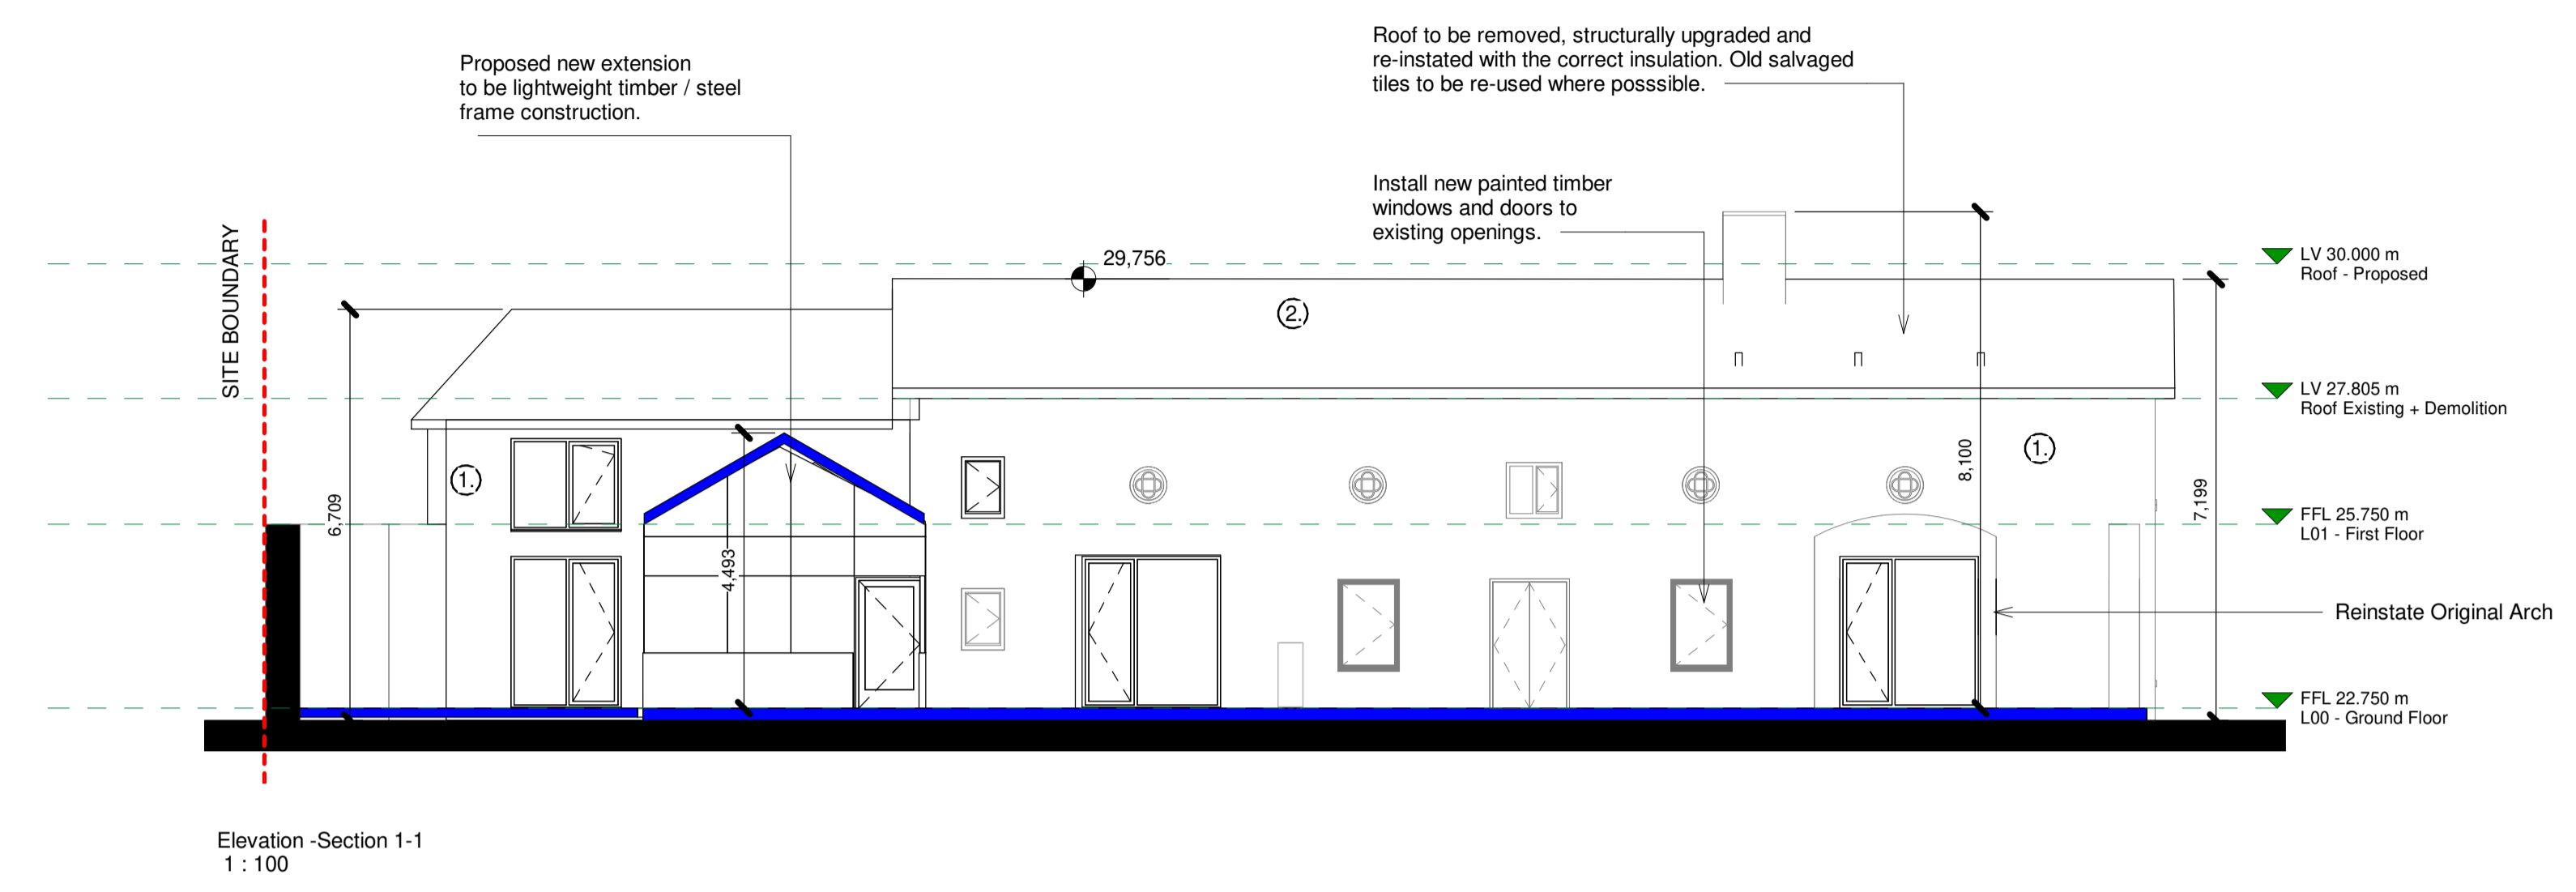 Proposed new extension
to be lightweight timber / steel
frame construction.
Roof to be removed, structurally upgraded and
re-instated with the correct insulation. Old salvaged
tiles to be re-used where posssible.
Install new painted timber
windows and doors to
existing openings.
SITE BOUNDARY
29,756
2.
1.
1.
6,709
4,493
8,100
7,199
LV 30.000 m
Roof - Proposed
LV 27.805 m
Roof Existing + Demolition
FFL 25.750 m
L01 - First Floor
Reinstate Original Arch
FFL 22.750 m
L00 - Ground Floor
Elevation -Section 1-1
1 : 100